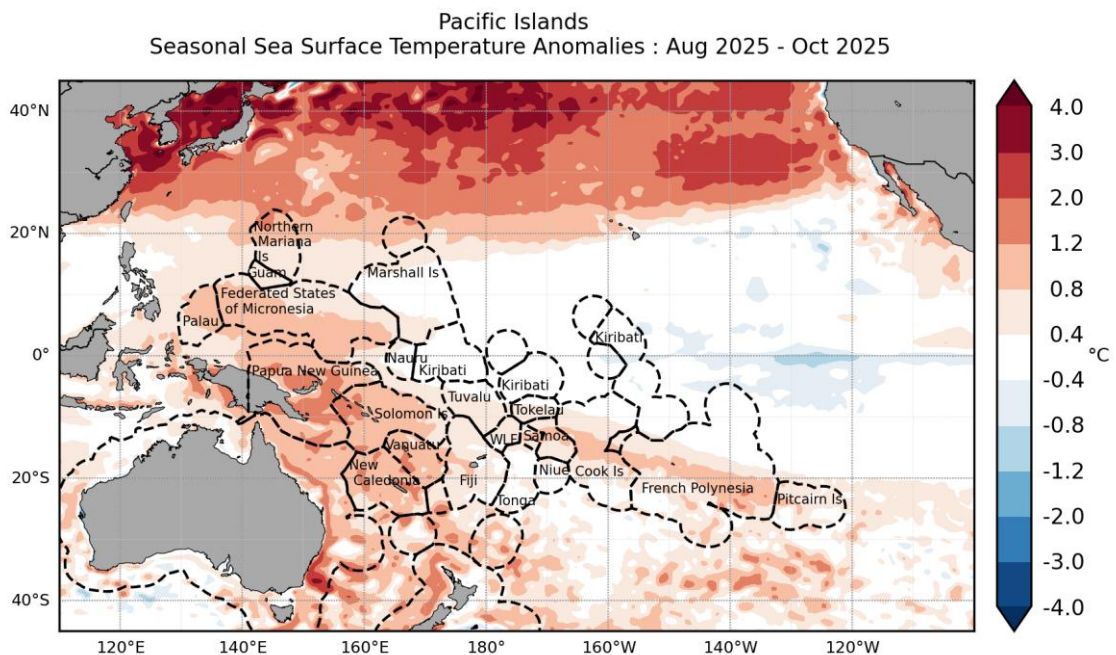 Pacific Islands
Seasonal Sea Surface Temperature Anomalies : Aug 2025 - Oct 2025
40°N
20°N
0°
20°S
40°S
Northern
Mariana
Is
Guam
Marshall Is
Federated States
of Micronesia
Palau
Kiribati
Nauru
Papua New Guinea
Kiribati
Kiribati
Tuvalu
Solomon Is
Tokelau
Vanuatu
WLF
Samoa
New
Caledonia
Fiji
Niue
Cook Is
French Polynesia
Tonga
Pitcairn Is
120°E
140°E
160°E
180°
160°W
140°W
120°W
4.0
3.0
2.0
1.2
0.8
0.4
-0.4
-0.8
-1.2
-2.0
-3.0
-4.0
°C